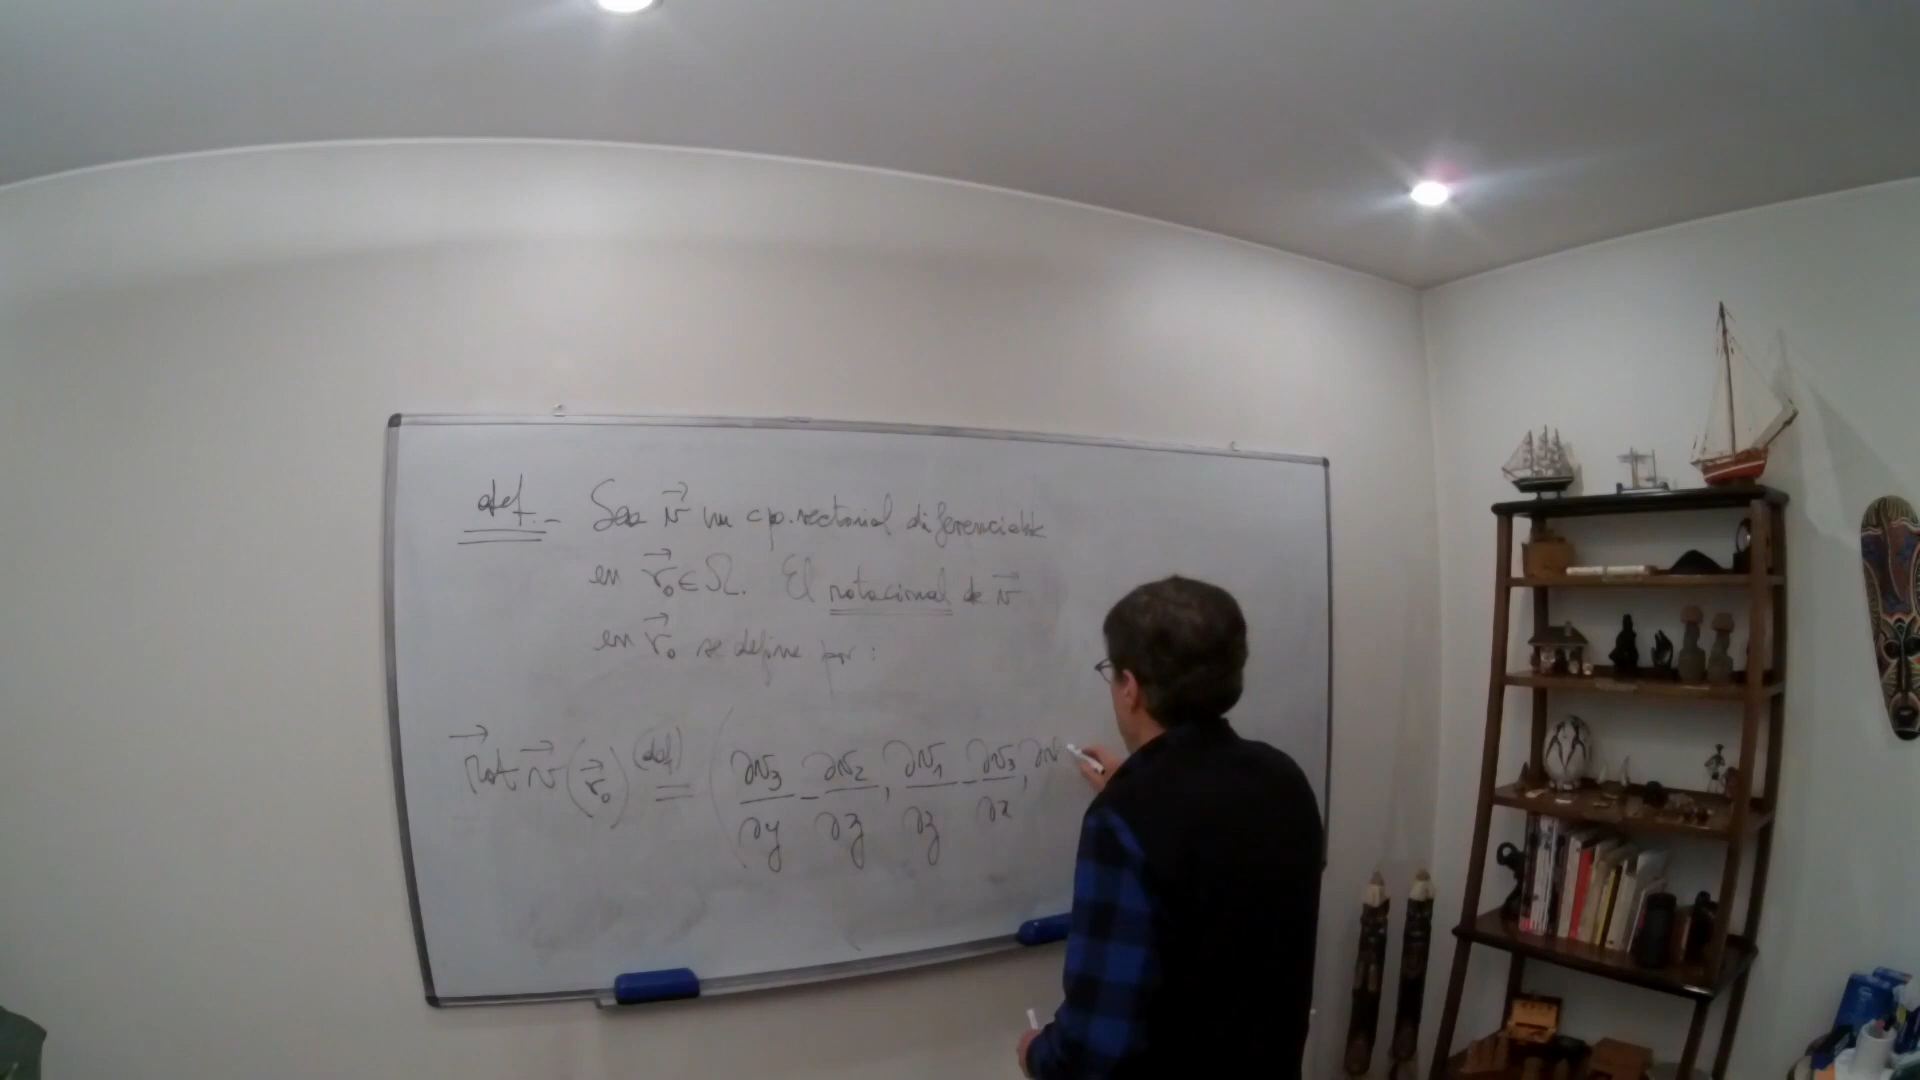 def.- Sea v⃗ un cp. vectorial diferenciable
en r⃗₀ ∈ Ω. El rotacional de v⃗
en r⃗₀ se define por:
rot⃗ v⃗ (r⃗₀) (def)= ( ∂v₃/∂y - ∂v₂/∂z , ∂v₁/∂z - ∂v₃/∂x , ∂v